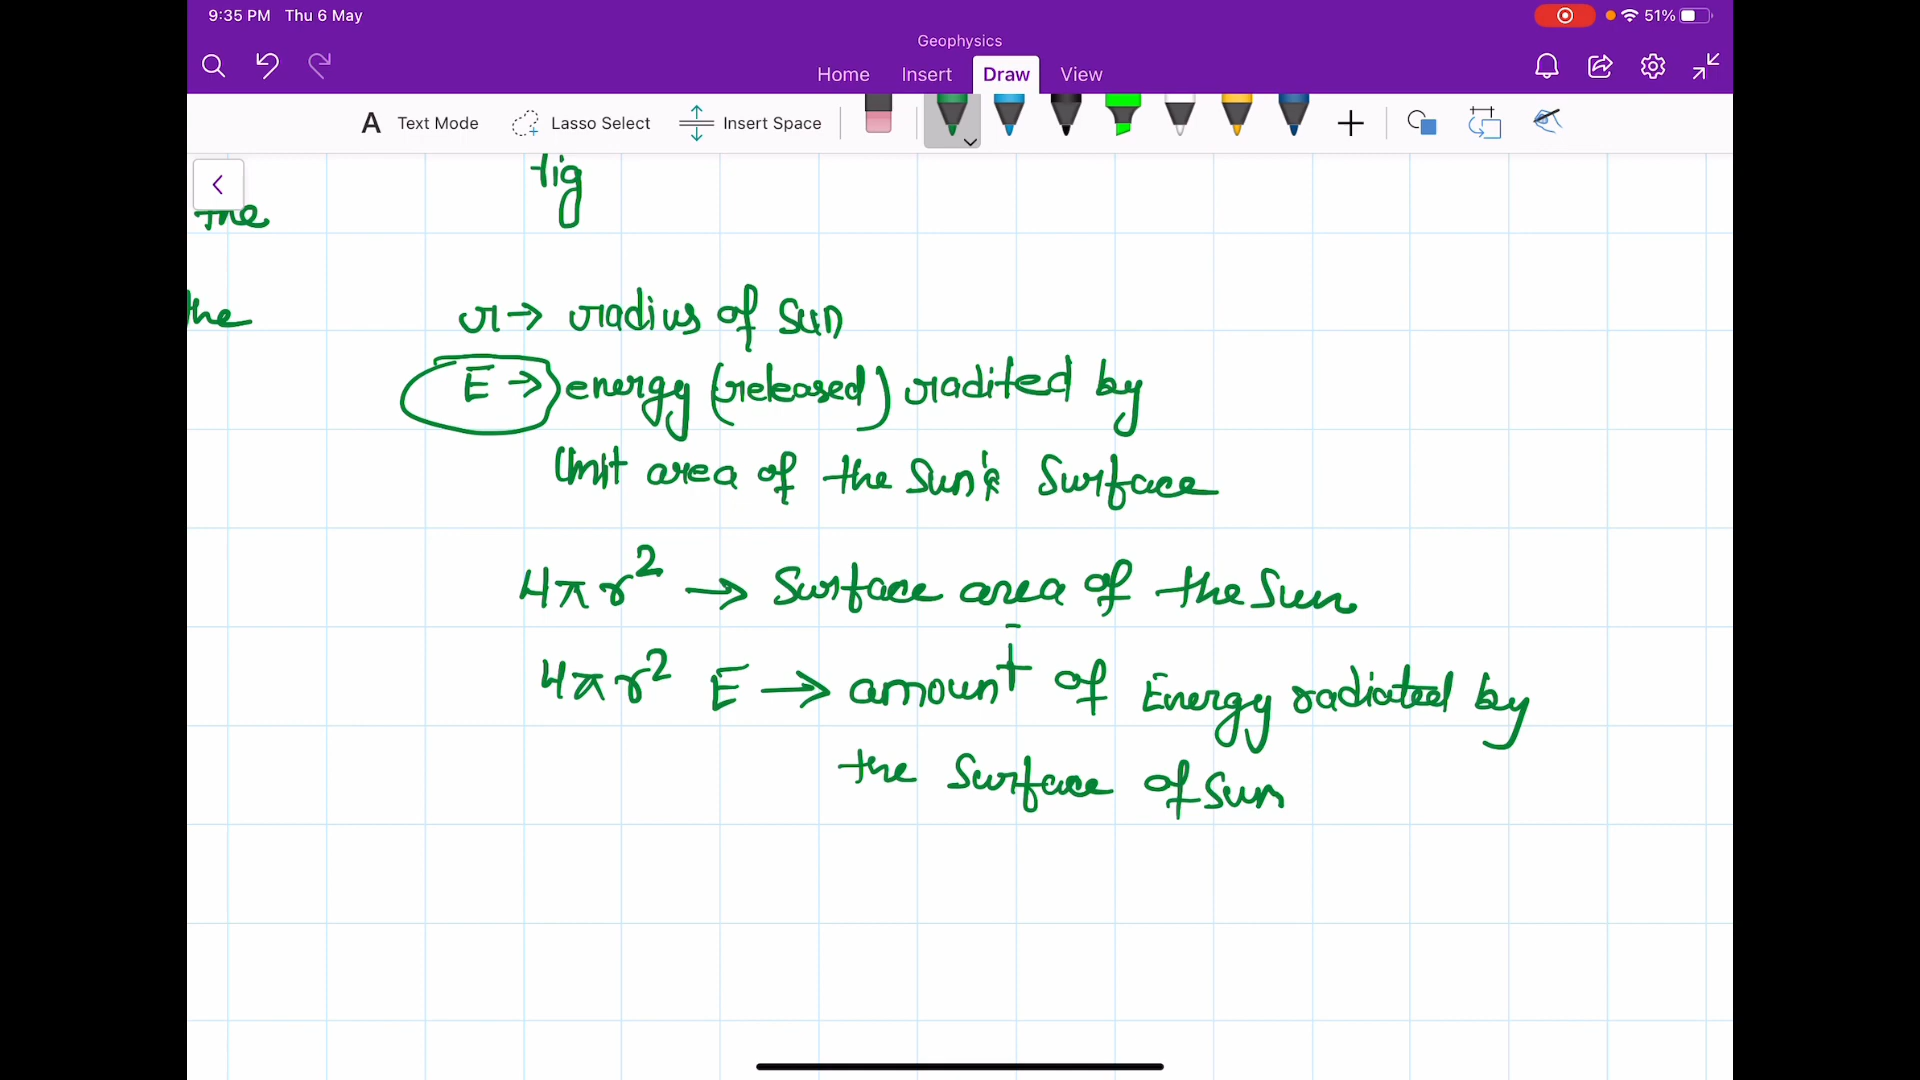 9:35 PM Thu 6 May 51%
Geophysics
Home Insert Draw View
A Text Mode Lasso Select Insert Space
fig
the
the
r → radius of Sun
E → energy (released) radited by
Unit area of the Sun's Surface
4πr² → Surface area of the Sun
4πr² E → amount of Energy radiated by
the Surface of Sun